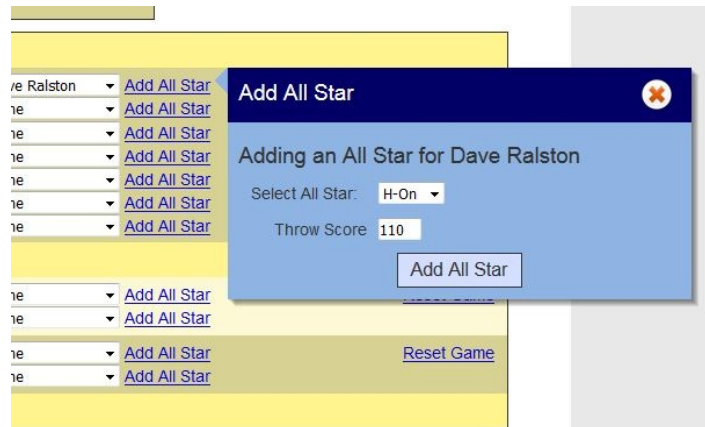 ve Ralston Add All Star
ne Add All Star
ne Add All Star
ne Add All Star
ne Add All Star
ne Add All Star
ne Add All Star
Add All Star
Adding an All Star for Dave Ralston
Select All Star: H-On
Throw Score 110
Add All Star
ne Add All Star Reset Game
ne Add All Star
ne Add All Star Reset Game
ne Add All Star